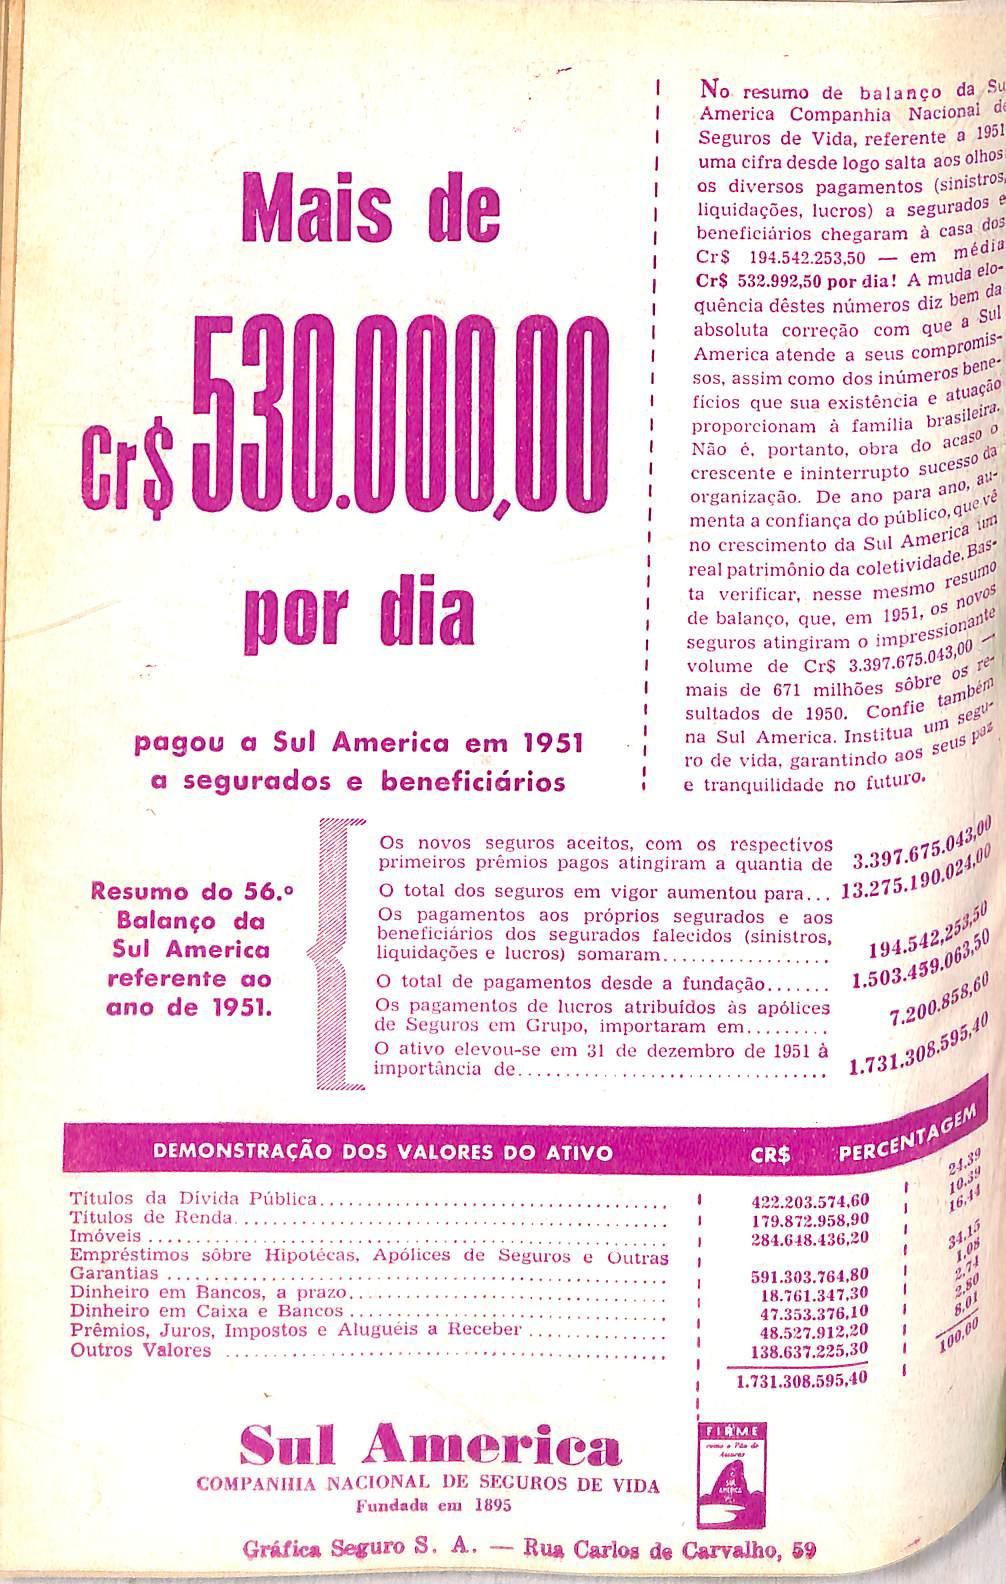 Mais de
Cr$ 530.000,00
por dia
pagou a Sul America em 1951
a segurados e beneficiários
No resumo de balanço da Su
America Companhia Nacional de
Seguros de Vida, referente a 1951
uma cifra desde logo salta aos olhos
os diversos pagamentos (sinistros,
liquidações, lucros) a segurados e
beneficiários chegaram à casa dos
Cr$ 194.542.253,50 — em média
Cr$ 532.992,50 por dia! A muda elo-
quência dêstes números diz bem da
absoluta correção com que a Sul
America atende a seus compromis-
sos, assim como dos inúmeros bene-
fícios que sua existência e atuação
proporcionam à família brasileira.
Não é, portanto, obra do acaso o
crescente e ininterrupto sucesso da
organização. De ano para ano, au-
menta a confiança do público, que vê
no crescimento da Sul America um
real patrimônio da coletividade. Bas-
ta verificar, nesse mesmo resumo
de balanço, que, em 1951, os novos
seguros atingiram o impressionante
volume de Cr$ 3.397.675.043,00 —
mais de 671 milhões sôbre os re-
sultados de 1950. Confie também
na Sul America. Institua um segu-
ro de vida, garantindo aos seus paz
e tranquilidade no futuro.
Resumo do 56.º
Balanço da
Sul America
referente ao
ano de 1951.
Os novos seguros aceitos, com os respectivos
primeiros prêmios pagos atingiram a quantia de 3.397.675.043,00
O total dos seguros em vigor aumentou para... 13.275.190.024,00
Os pagamentos aos próprios segurados e aos
beneficiários dos segurados falecidos (sinistros,
liquidações e lucros) somaram.................. 194.542.253,50
O total de pagamentos desde a fundação....... 1.503.459.063,50
Os pagamentos de lucros atribuídos às apólices
de Seguros em Grupo, importaram em......... 7.200.858,60
O ativo elevou-se em 31 de dezembro de 1951 à
importância de................................. 1.731.308.595,40
DEMONSTRAÇÃO DOS VALORES DO ATIVO CR$ PERCENTAGEM
Títulos da Dívida Pública.................................... 422.203.574,60 24.39
Títulos de Renda............................................. 179.872.958,90 10.39
Imóveis ..................................................... 284.648.436,20 16,44
Empréstimos sôbre Hipotécas, Apólices de Seguros e Outras
Garantias ................................................... 591.303.764,80 34,15
Dinheiro em Bancos, a prazo.................................. 18.761.347,30 1,08
Dinheiro em Caixa e Bancos .................................. 47.353.376,10 2,74
Prêmios, Juros, Impostos e Aluguéis a Receber ............... 48.527.912,20 2,80
Outros Valores .............................................. 138.637.225,30 8,01
1.731.308.595,40 100,00
Sul America
COMPANHIA NACIONAL DE SEGUROS DE VIDA
Fundada em 1895
FIRME
como o Pão de
Assucar
SUL
AMERICA
Gráfica Seguro S. A. — Rua Carlos de Carvalho, 59